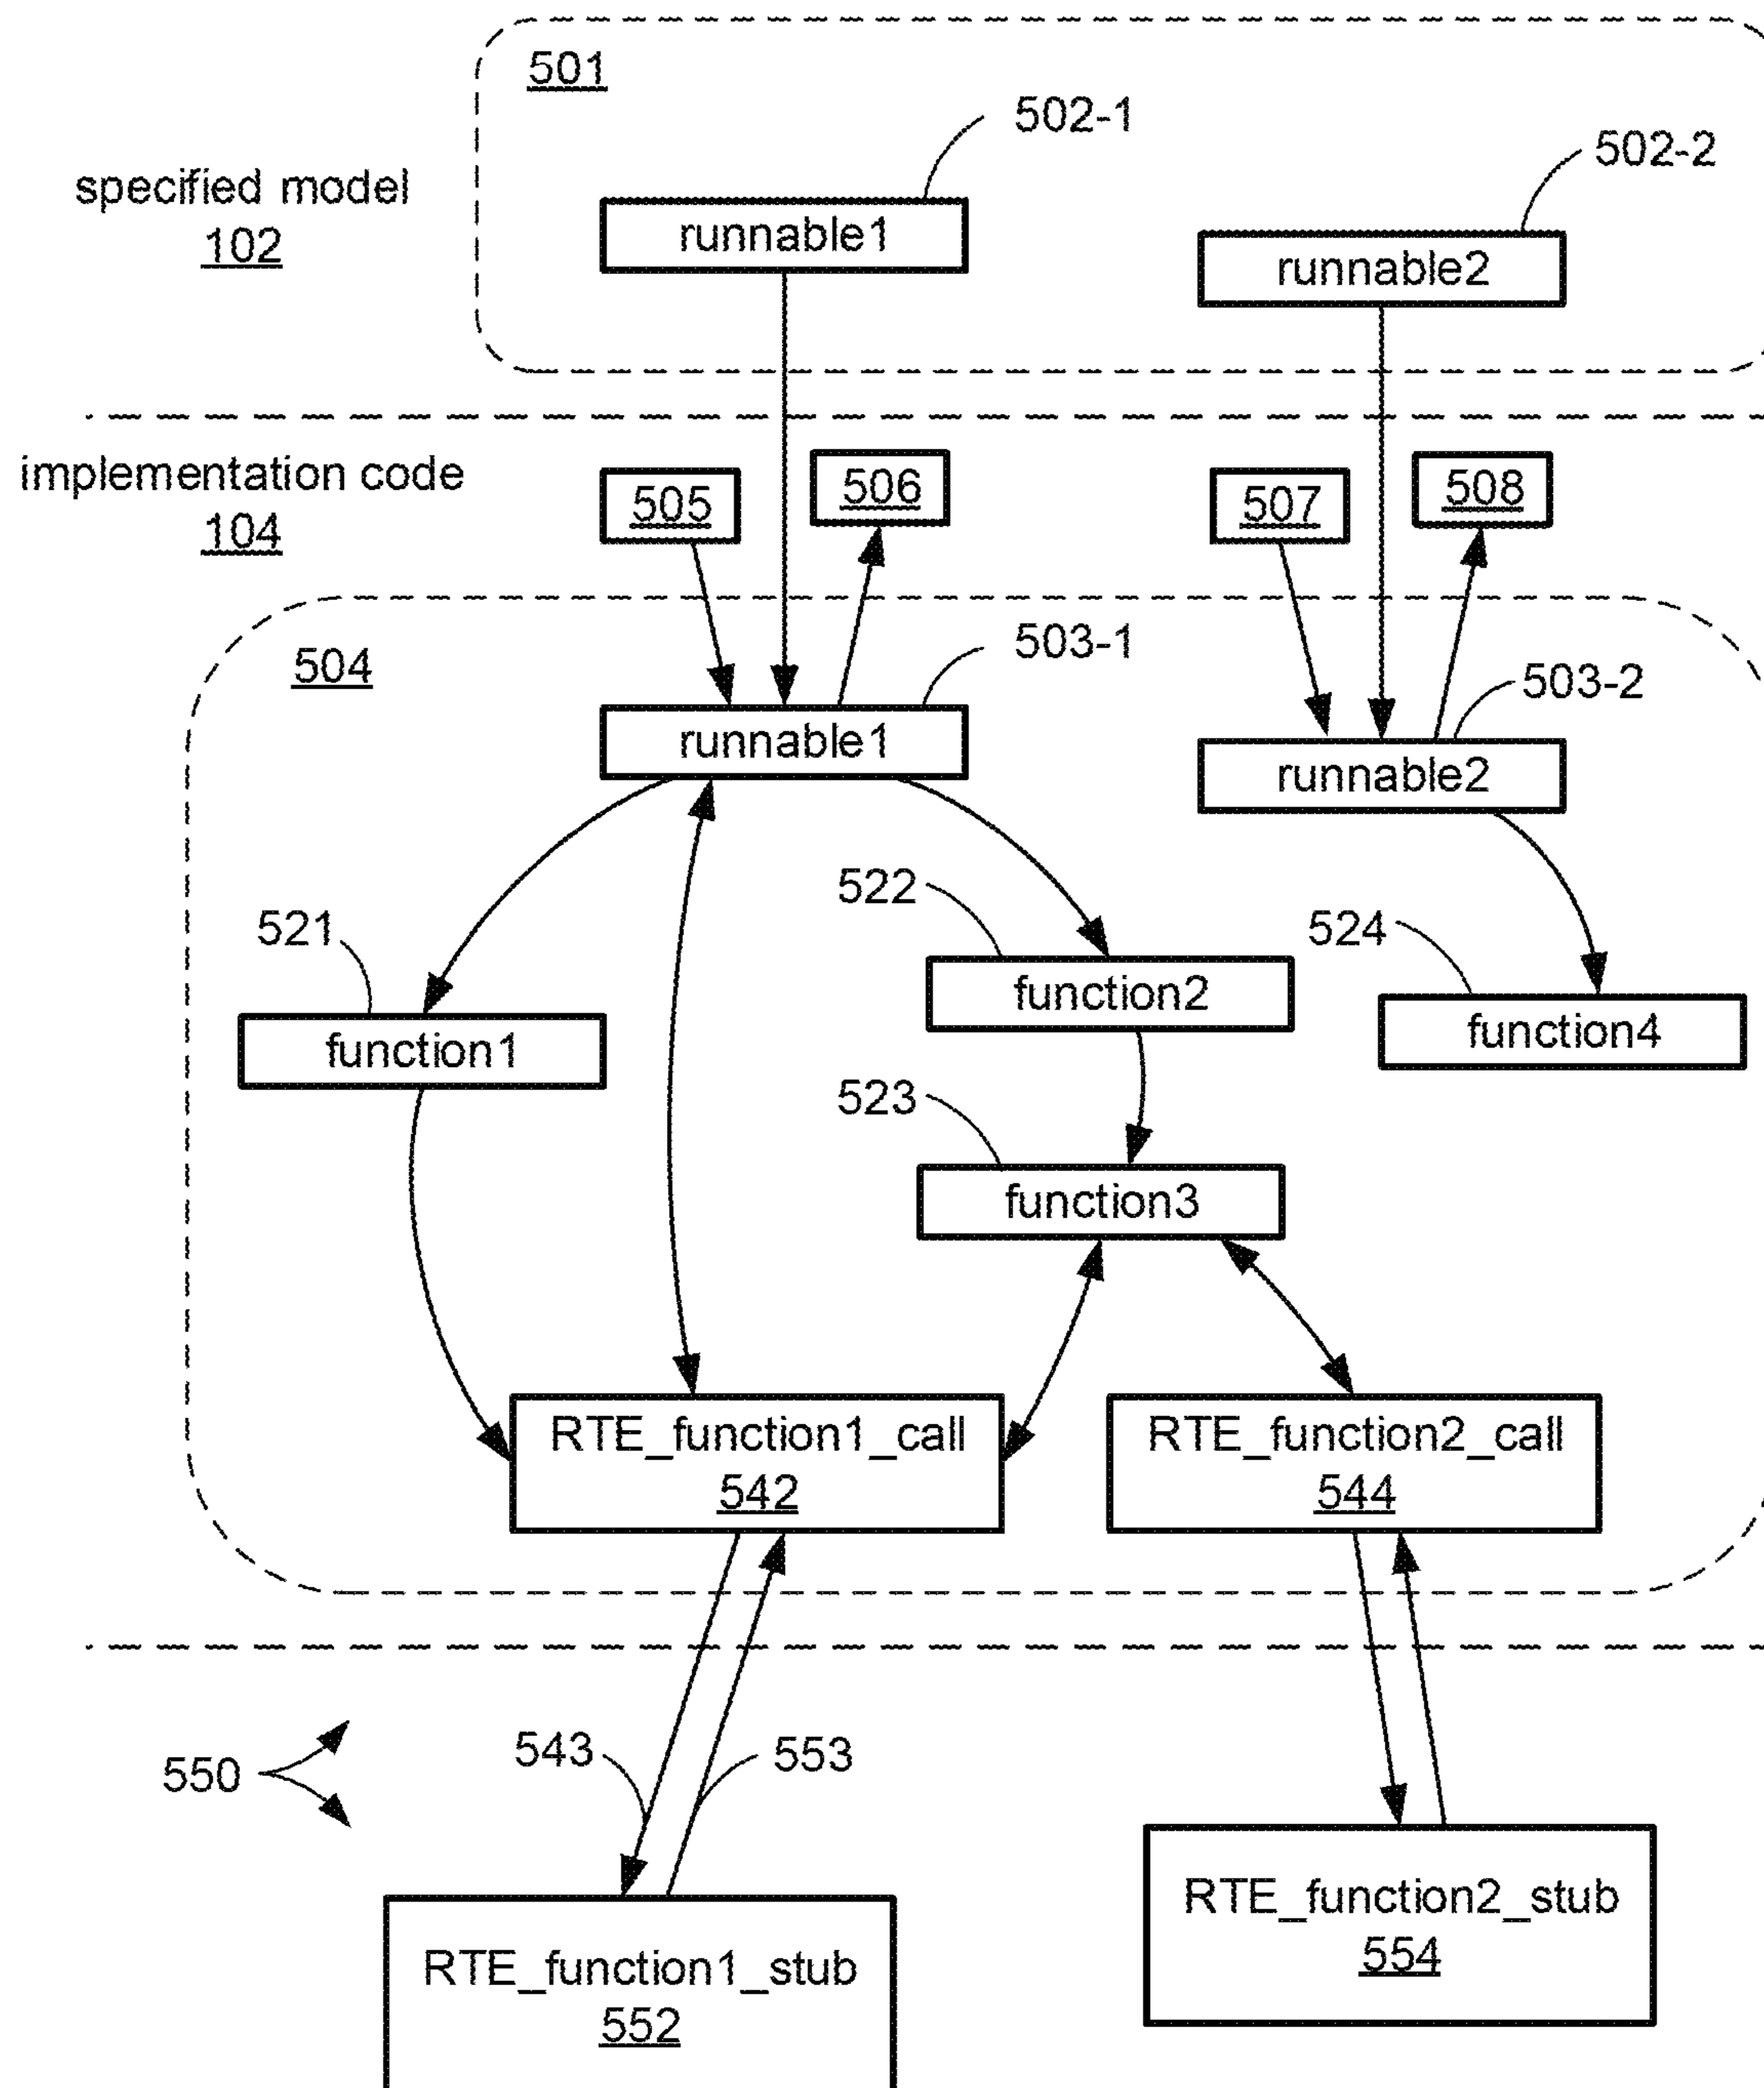 501
502-1
502-2
specified model
102
runnable1
runnable2
implementation code
104
505
506
507
508
504
503-1
503-2
runnable1
runnable2
521
522
524
function1
function2
function4
523
function3
RTE_function1_call
542
RTE_function2_call
544
550
543
553
RTE_function1_stub
552
RTE_function2_stub
554